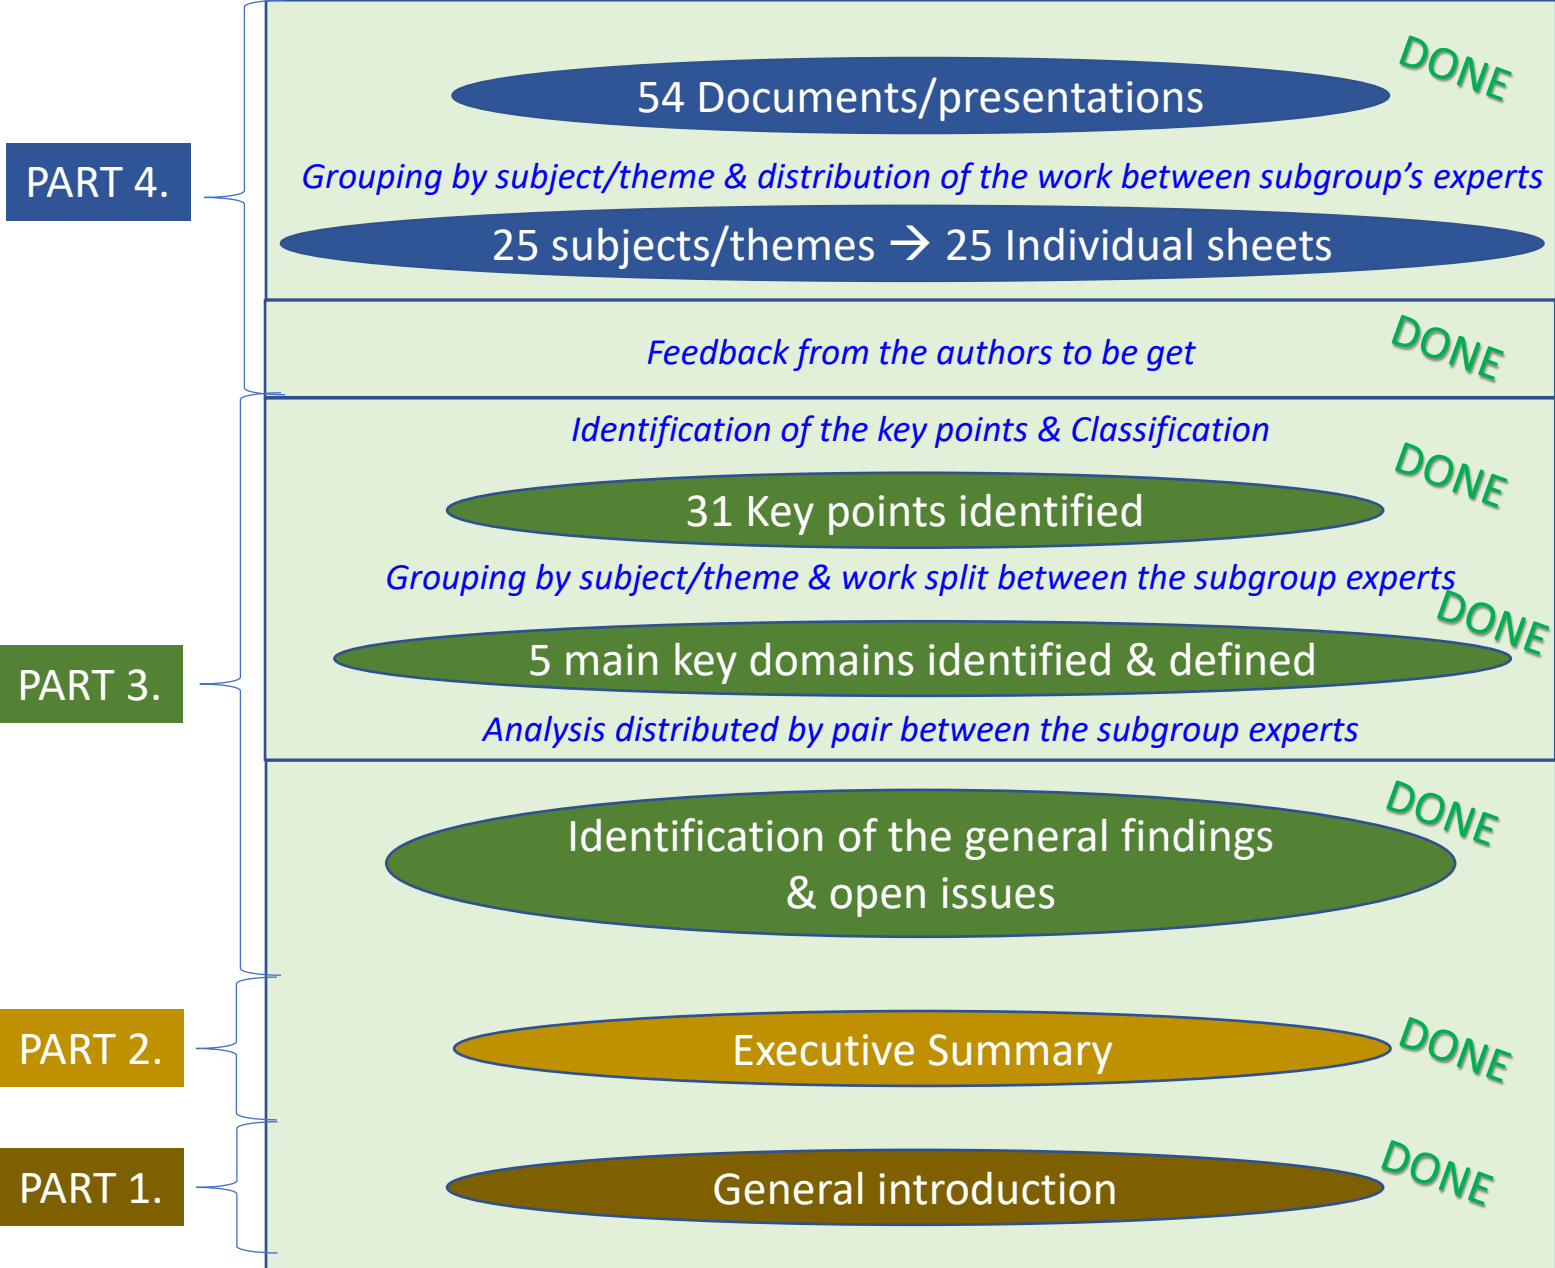 DONE
54 Documents/presentations
PART 4.
Grouping by subject/theme & distribution of the work between subgroup's experts
25 subjects/themes → 25 Individual sheets
Feedback from the authors to be get
DONE
Identification of the key points & Classification
DONE
31 Key points identified
Grouping by subject/theme & work split between the subgroup experts
DONE
PART 3.
5 main key domains identified & defined
Analysis distributed by pair between the subgroup experts
DONE
Identification of the general findings
& open issues
PART 2.
Executive Summary
DONE
PART 1.
General introduction
DONE